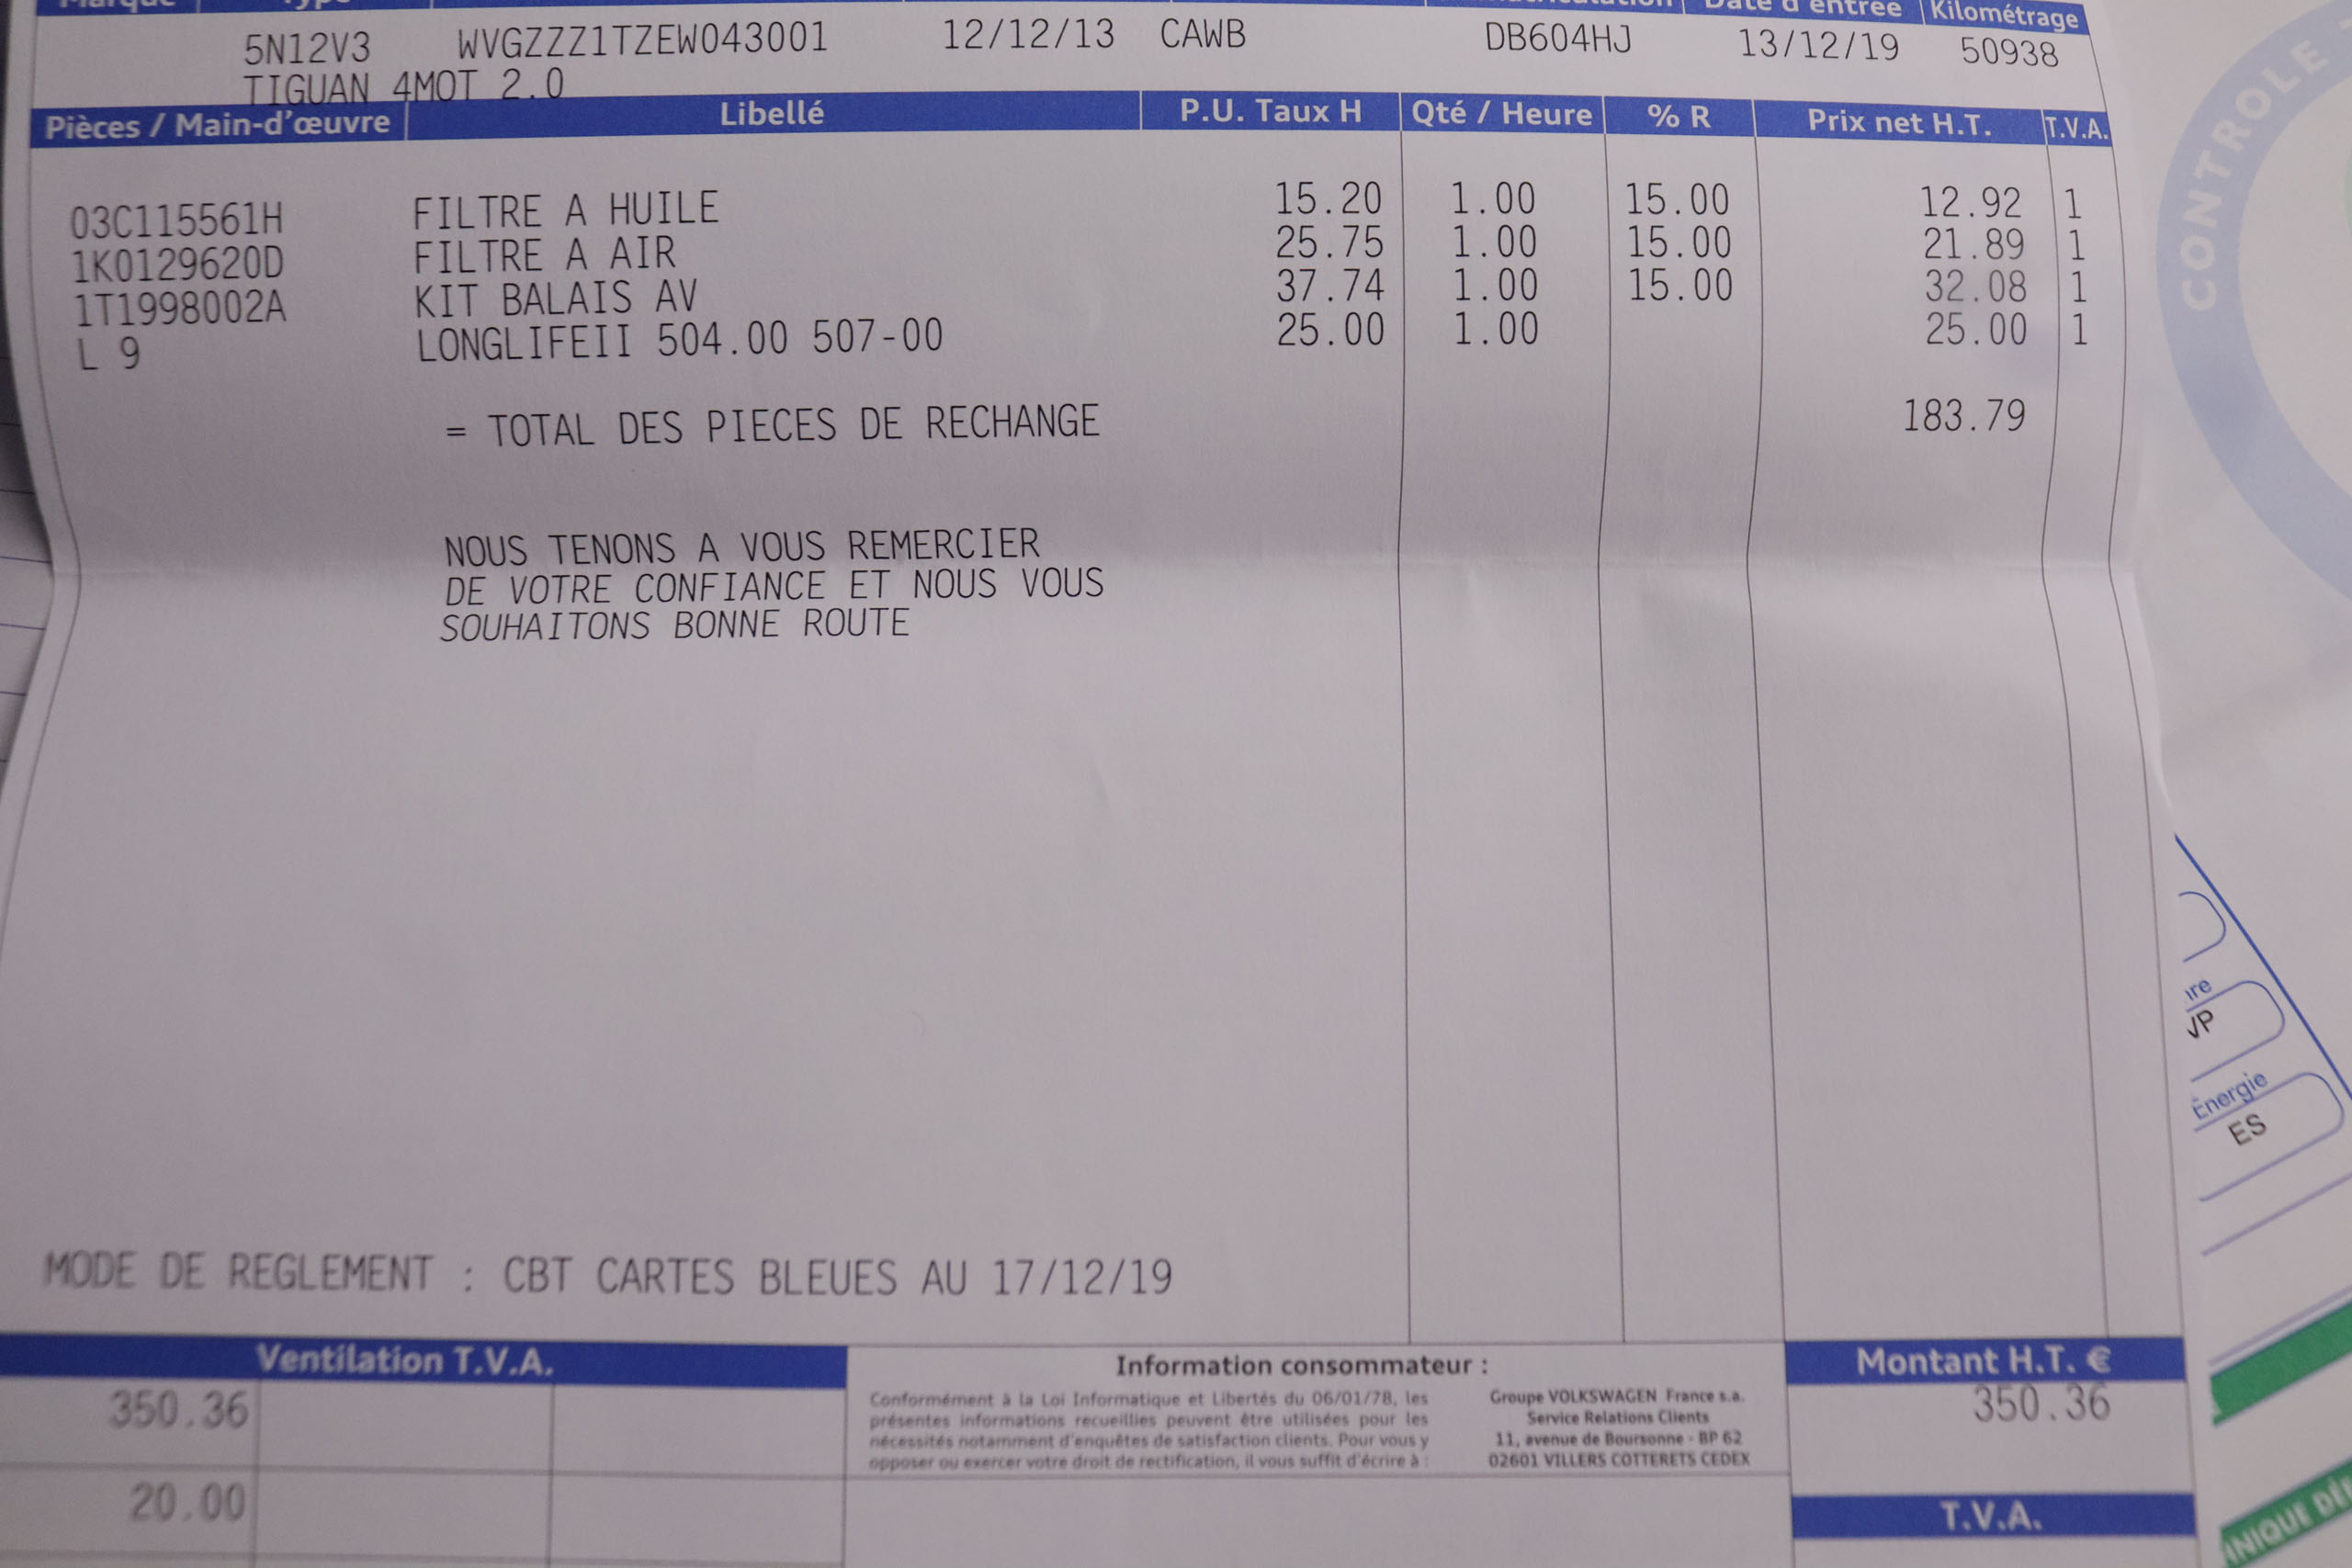 Marque Type Date d'entrée Kilométrage
5N12V3 WVGZZZ1TZEW043001 12/12/13 CAWB DB604HJ 13/12/19 50938
TIGUAN 4MOT 2.0
Pièces / Main-d'œuvre Libellé P.U. Taux H Qté / Heure % R Prix net H.T. T.V.A.
03C115561H FILTRE A HUILE 15.20 1.00 15.00 12.92 1
1K0129620D FILTRE A AIR 25.75 1.00 15.00 21.89 1
1T1998002A KIT BALAIS AV 37.74 1.00 15.00 32.08 1
L 9 LONGLIFEII 504.00 507-00 25.00 1.00 25.00 1
= TOTAL DES PIECES DE RECHANGE 183.79
NOUS TENONS A VOUS REMERCIER
DE VOTRE CONFIANCE ET NOUS VOUS
SOUHAITONS BONNE ROUTE
MODE DE REGLEMENT : CBT CARTES BLEUES AU 17/12/19
Ventilation T.V.A.
350.36
20.00
Information consommateur :
Conformément à la Loi Informatique et Libertés du 06/01/78, les
présentes informations recueillies peuvent être utilisées pour les
nécessités notamment d'enquêtes de satisfaction clients. Pour vous y
opposer ou exercer votre droit de rectification, il vous suffit d'écrire à :
Groupe VOLKSWAGEN France s.a.
Service Relations Clients
11, avenue de Boursonne - BP 62
02601 VILLERS COTTERETS CEDEX
Montant H.T. €
350.36
T.V.A.
CONTROLE
VP
Énergie
ES